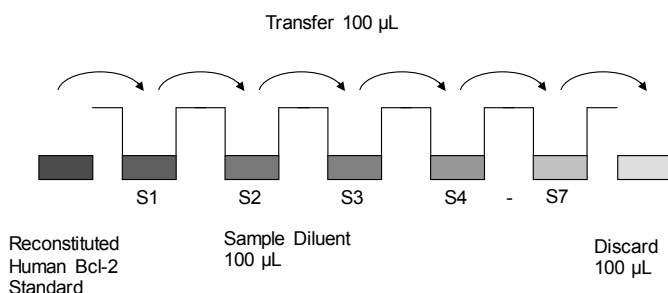 Transfer 100 µL
S1 S2 S3 S4 - S7
Reconstituted
Human Bcl-2
Standard
Sample Diluent
100 µL
Discard
100 µL